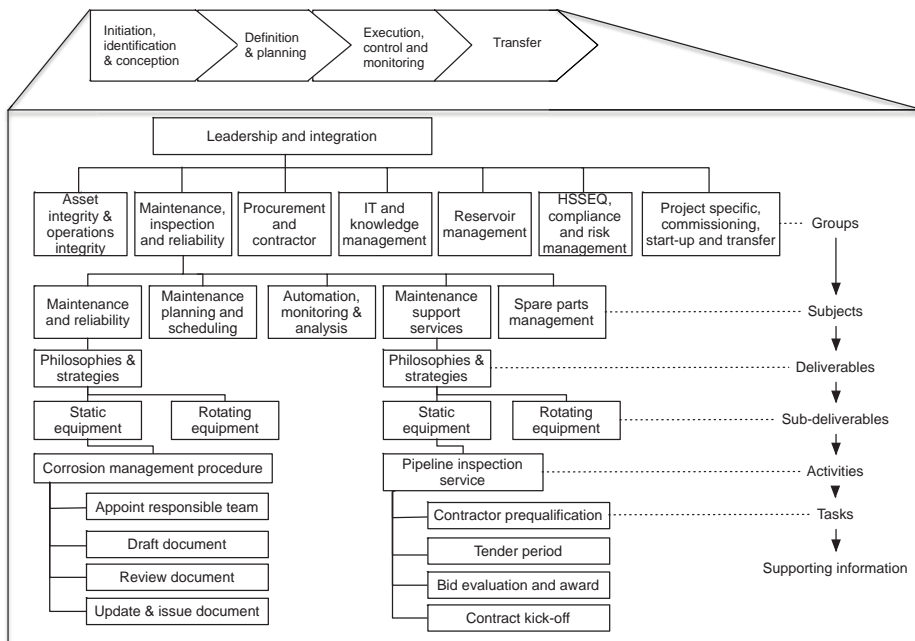 Initiation,
identification
& conception
Definition
& planning
Execution,
control and
monitoring
Transfer
Leadership and integration
Asset
integrity &
operations
integrity
Maintenance,
inspection
and reliability
Procurement
and
contractor
IT and
knowledge
management
Reservoir
management
HSSEQ,
compliance
and risk
management
Project specific,
commissioning,
start-up and transfer
Groups
Maintenance
and reliability
Maintenance
planning and
scheduling
Automation,
monitoring &
analysis
Maintenance
support
services
Spare parts
management
Subjects
Philosophies &
strategies
Philosophies &
strategies
Deliverables
Static
equipment
Rotating
equipment
Static
equipment
Rotating
equipment
Sub-deliverables
Corrosion management procedure
Pipeline inspection
service
Activities
Appoint responsible team
Draft document
Review document
Update & issue document
Contractor prequalification
Tender period
Bid evaluation and award
Contract kick-off
Tasks
Supporting information